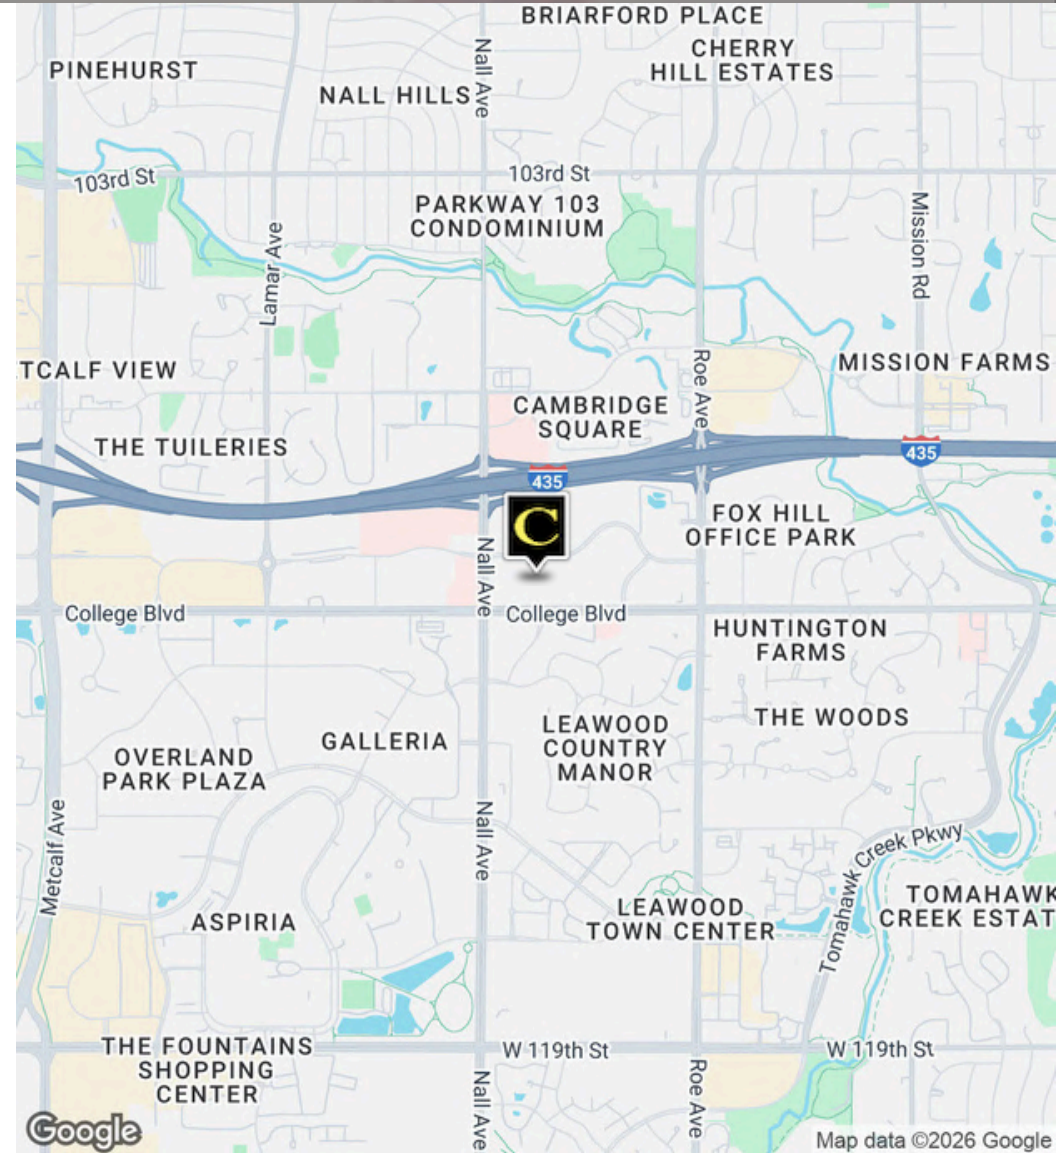 BRIARFORD PLACE
PINEHURST
Nall Ave
CHERRY
HILL ESTATES
NALL HILLS
103rd St
103rd St
PARKWAY 103
CONDOMINIUM
Lamar Ave
Mission Rd
TCALF VIEW
Roe Ave
MISSION FARMS
CAMBRIDGE
SQUARE
THE TUILERIES
435
435
C
FOX HILL
OFFICE PARK
Nall Ave
College Blvd
College Blvd
HUNTINGTON
FARMS
LEAWOOD
COUNTRY
MANOR
THE WOODS
GALLERIA
OVERLAND
PARK PLAZA
Metcalf Ave
Nall Ave
Tomahawk Creek Pkwy
LEAWOOD
TOWN CENTER
TOMAHAWK
CREEK ESTAT
ASPIRIA
THE FOUNTAINS
SHOPPING
CENTER
W 119th St
W 119th St
Nall Ave
Roe Ave
Google
Map data ©2026 Google